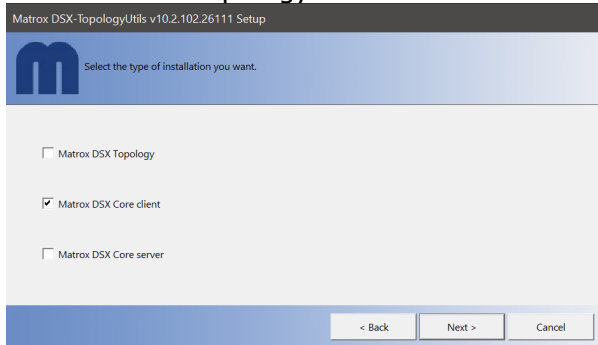 Matrox DSX-TopologyUtils v10.2.102.26111 Setup
Select the type of installation you want.
Matrox DSX Topology
Matrox DSX Core client
Matrox DSX Core server
< Back
Next >
Cancel